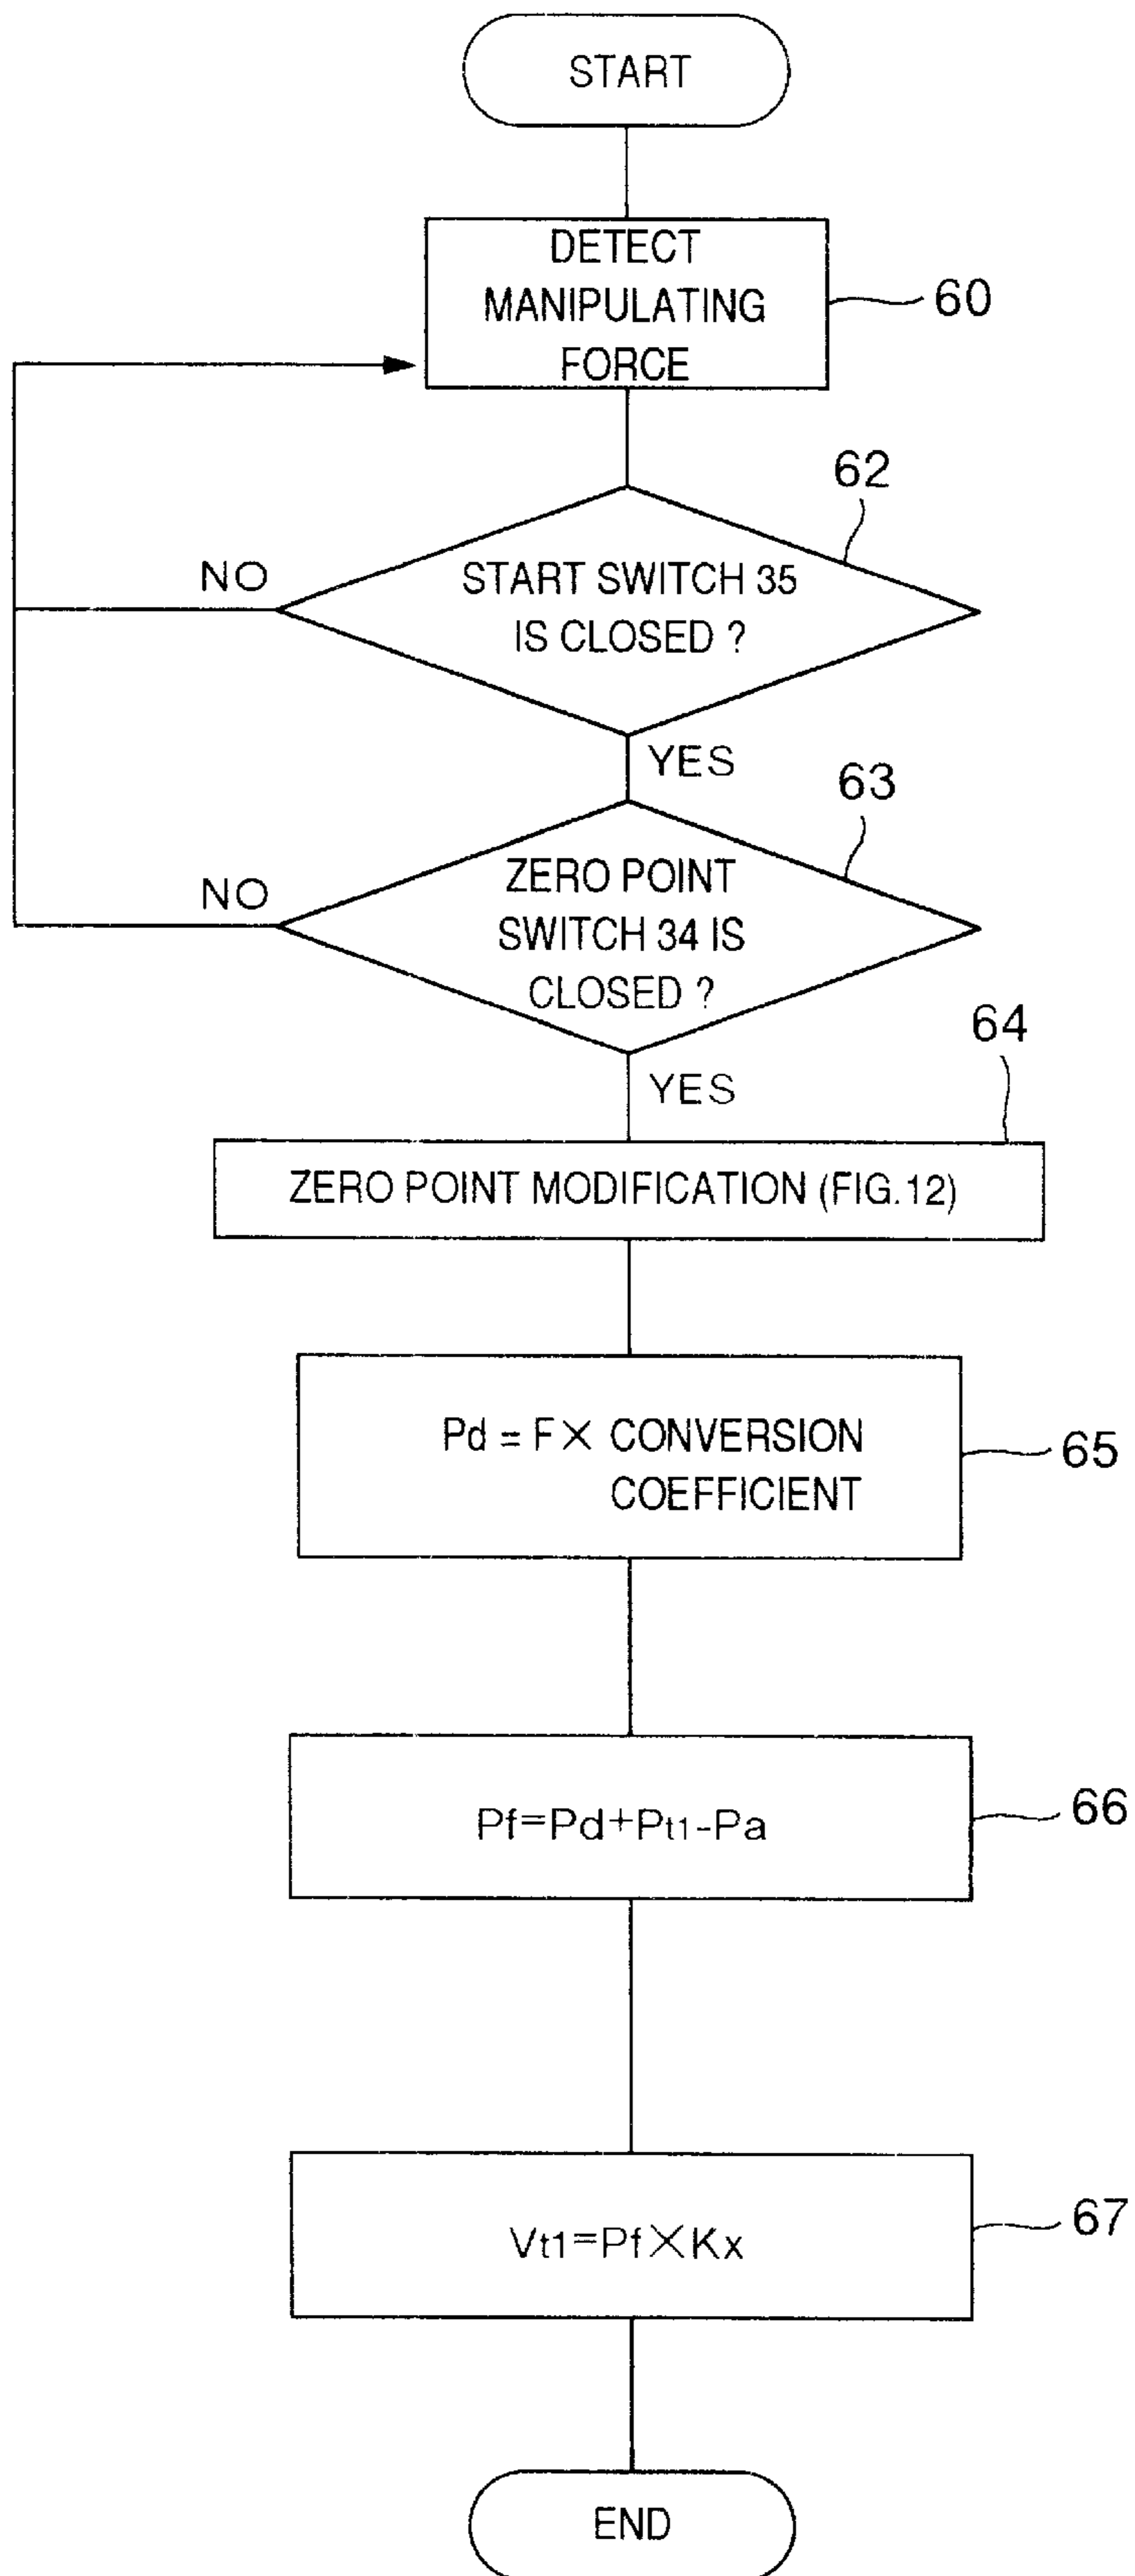 START
DETECT
MANIPULATING
FORCE
60
62
NO
START SWITCH 35
IS CLOSED ?
YES
63
NO
ZERO POINT
SWITCH 34 IS
CLOSED ?
64
YES
ZERO POINT MODIFICATION (FIG.12)
Pd = F× CONVERSION
COEFFICIENT
65
Pf=Pd+Pt1-Pa
66
Vt1=Pf×Kx
67
END